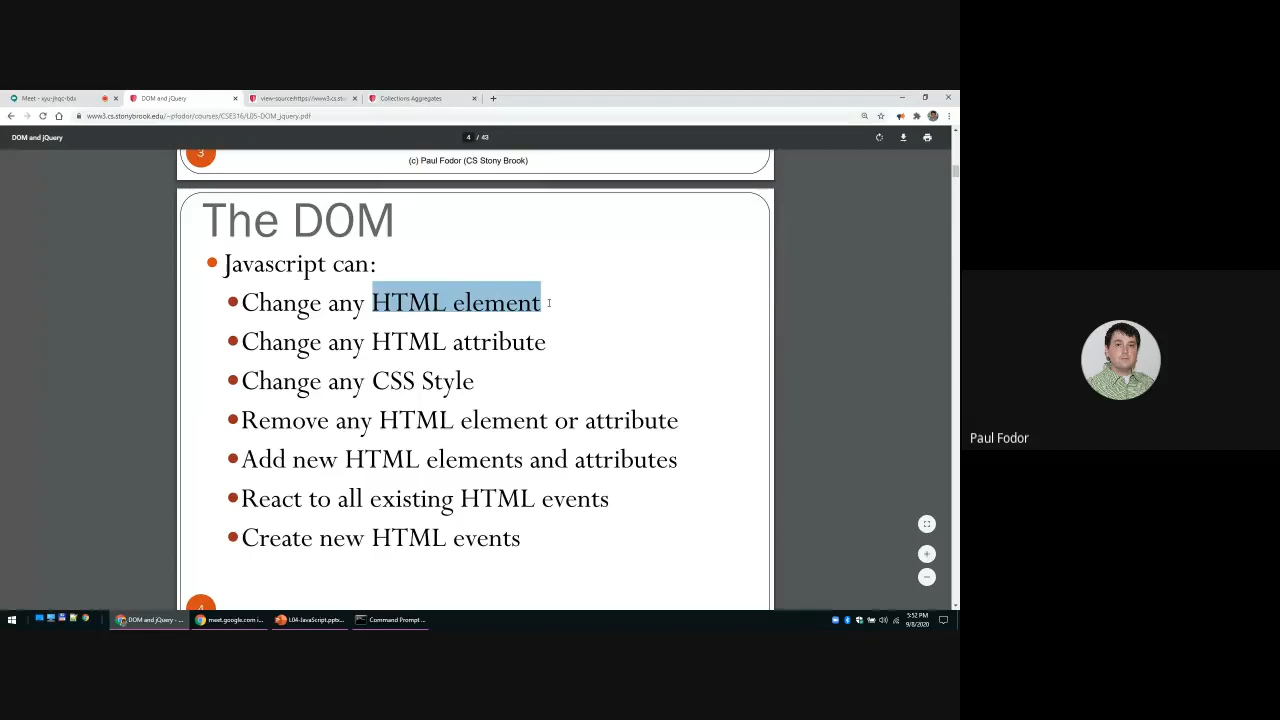 Meet - xyu-jhqc-bdx
DOM and jQuery
view-source:https://www3.cs.sto
Collections Aggregates
www3.cs.stonybrook.edu/~pfodor/courses/CSE316/L05-DOM_jquery.pdf
DOM and jQuery
4 / 43
3
(c) Paul Fodor (CS Stony Brook)
The DOM
Javascript can:
Change any HTML element
Change any HTML attribute
Change any CSS Style
Remove any HTML element or attribute
Add new HTML elements and attributes
React to all existing HTML events
Create new HTML events
4
Paul Fodor
DOM and jQuery - ...
meet.google.com i...
L04-JavaScript.pptx...
Command Prompt ...
5:52 PM
9/8/2020